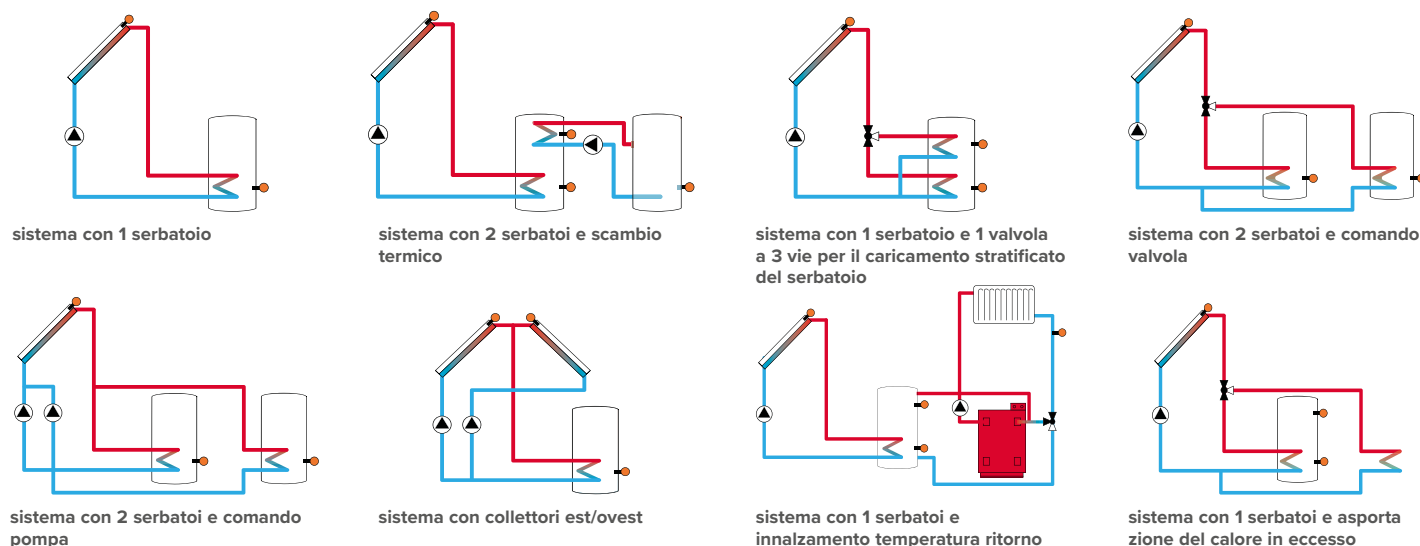 sistema con 1 serbatoio
sistema con 2 serbatoi e scambio
termico
sistema con 1 serbatoio e 1 valvola
a 3 vie per il caricamento stratificato
del serbatoio
sistema con 2 serbatoi e comando
valvola
sistema con 2 serbatoi e comando
pompa
sistema con collettori est/ovest
sistema con 1 serbatoi e
innalzamento temperatura ritorno
sistema con 1 serbatoi e asporta
zione del calore in eccesso